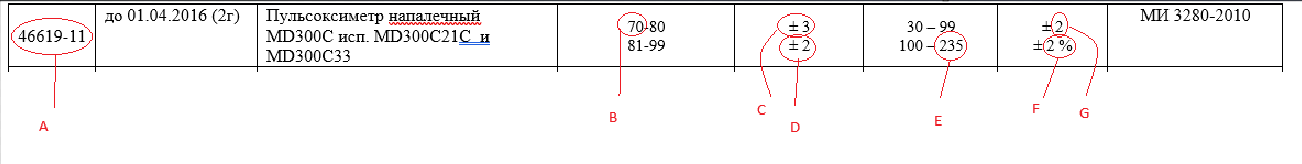 46619-11
до 01.04.2016 (2г)
Пульсоксиметр напалечный
MD300C исп. MD300C21C и
MD300C33
70-80
81-99
± 3
± 2
30 – 99
100 – 235
± 2
± 2 %
МИ 3280-2010
A
B
C
D
E
F
G